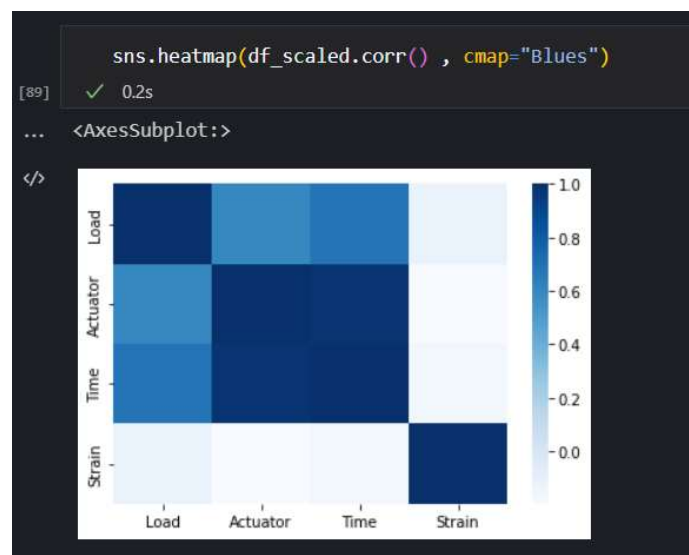 sns.heatmap(df_scaled.corr() , cmap="Blues")
[89]
0.2s
... <AxesSubplot:>
</>
Load
Actuator
Time
Strain
Load Actuator Time Strain
1.0
0.8
0.6
0.4
0.2
0.0